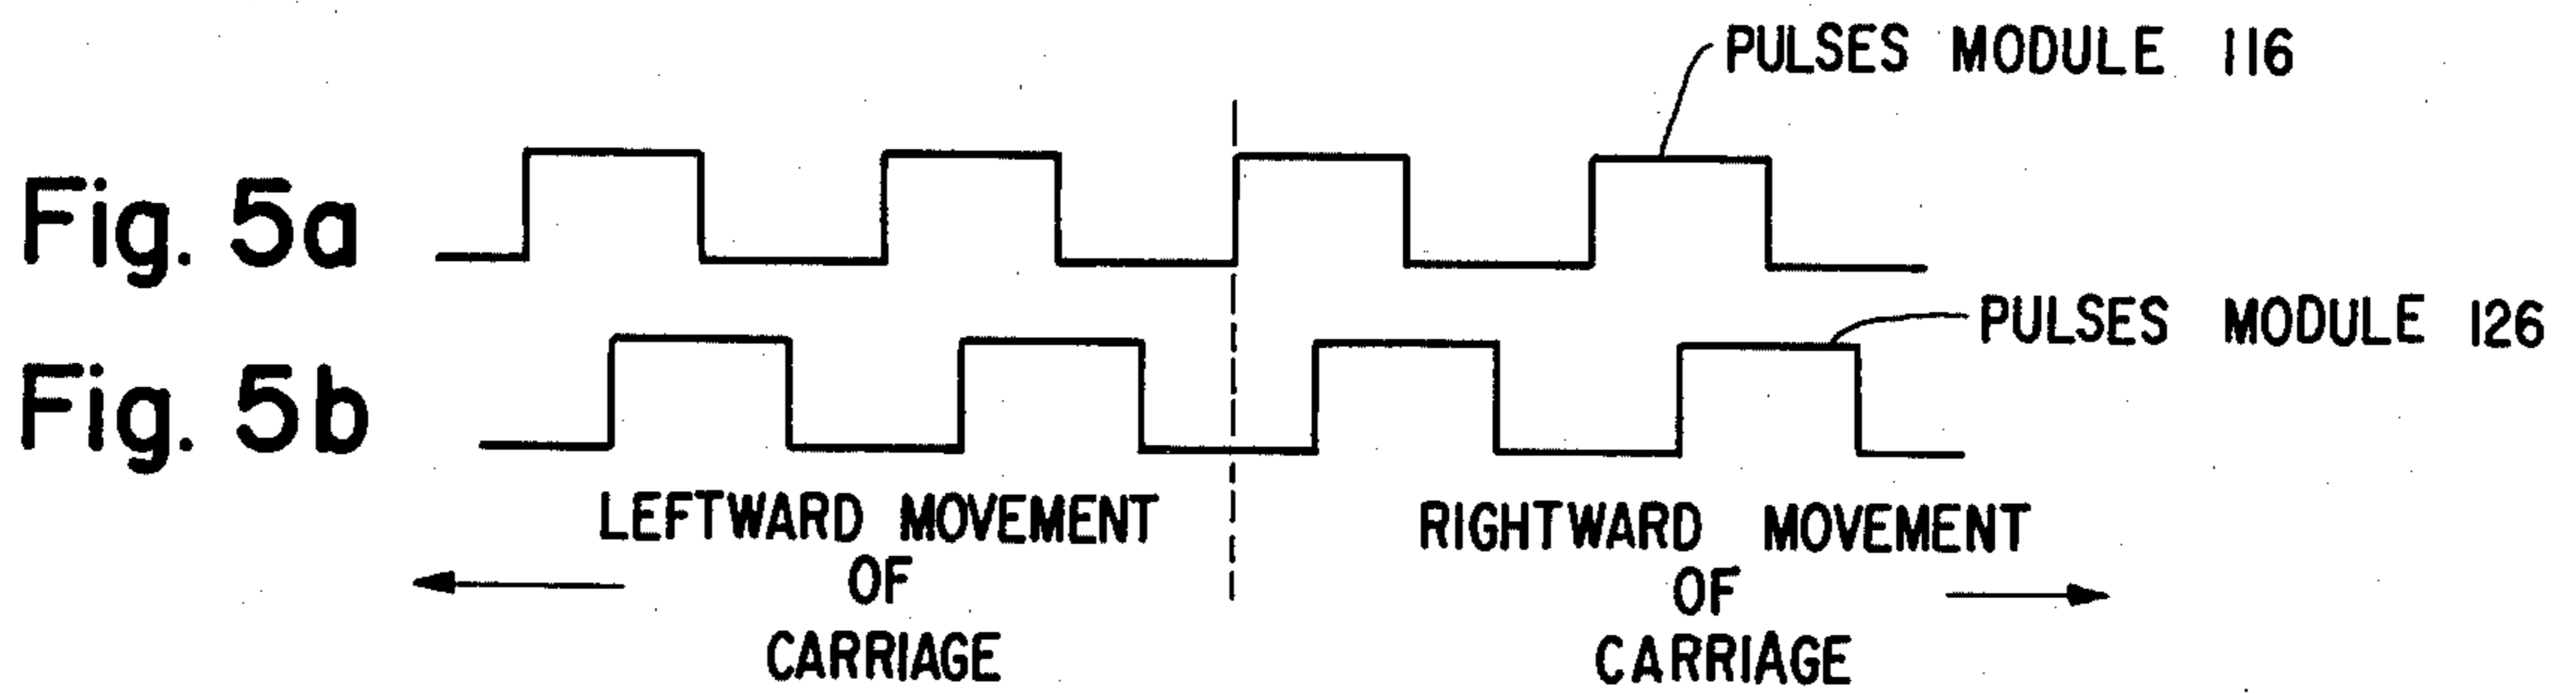 PULSES MODULE 116
Fig. 5a
PULSES MODULE 126
Fig. 5b
LEFTWARD MOVEMENT
OF
CARRIAGE
RIGHTWARD MOVEMENT
OF
CARRIAGE